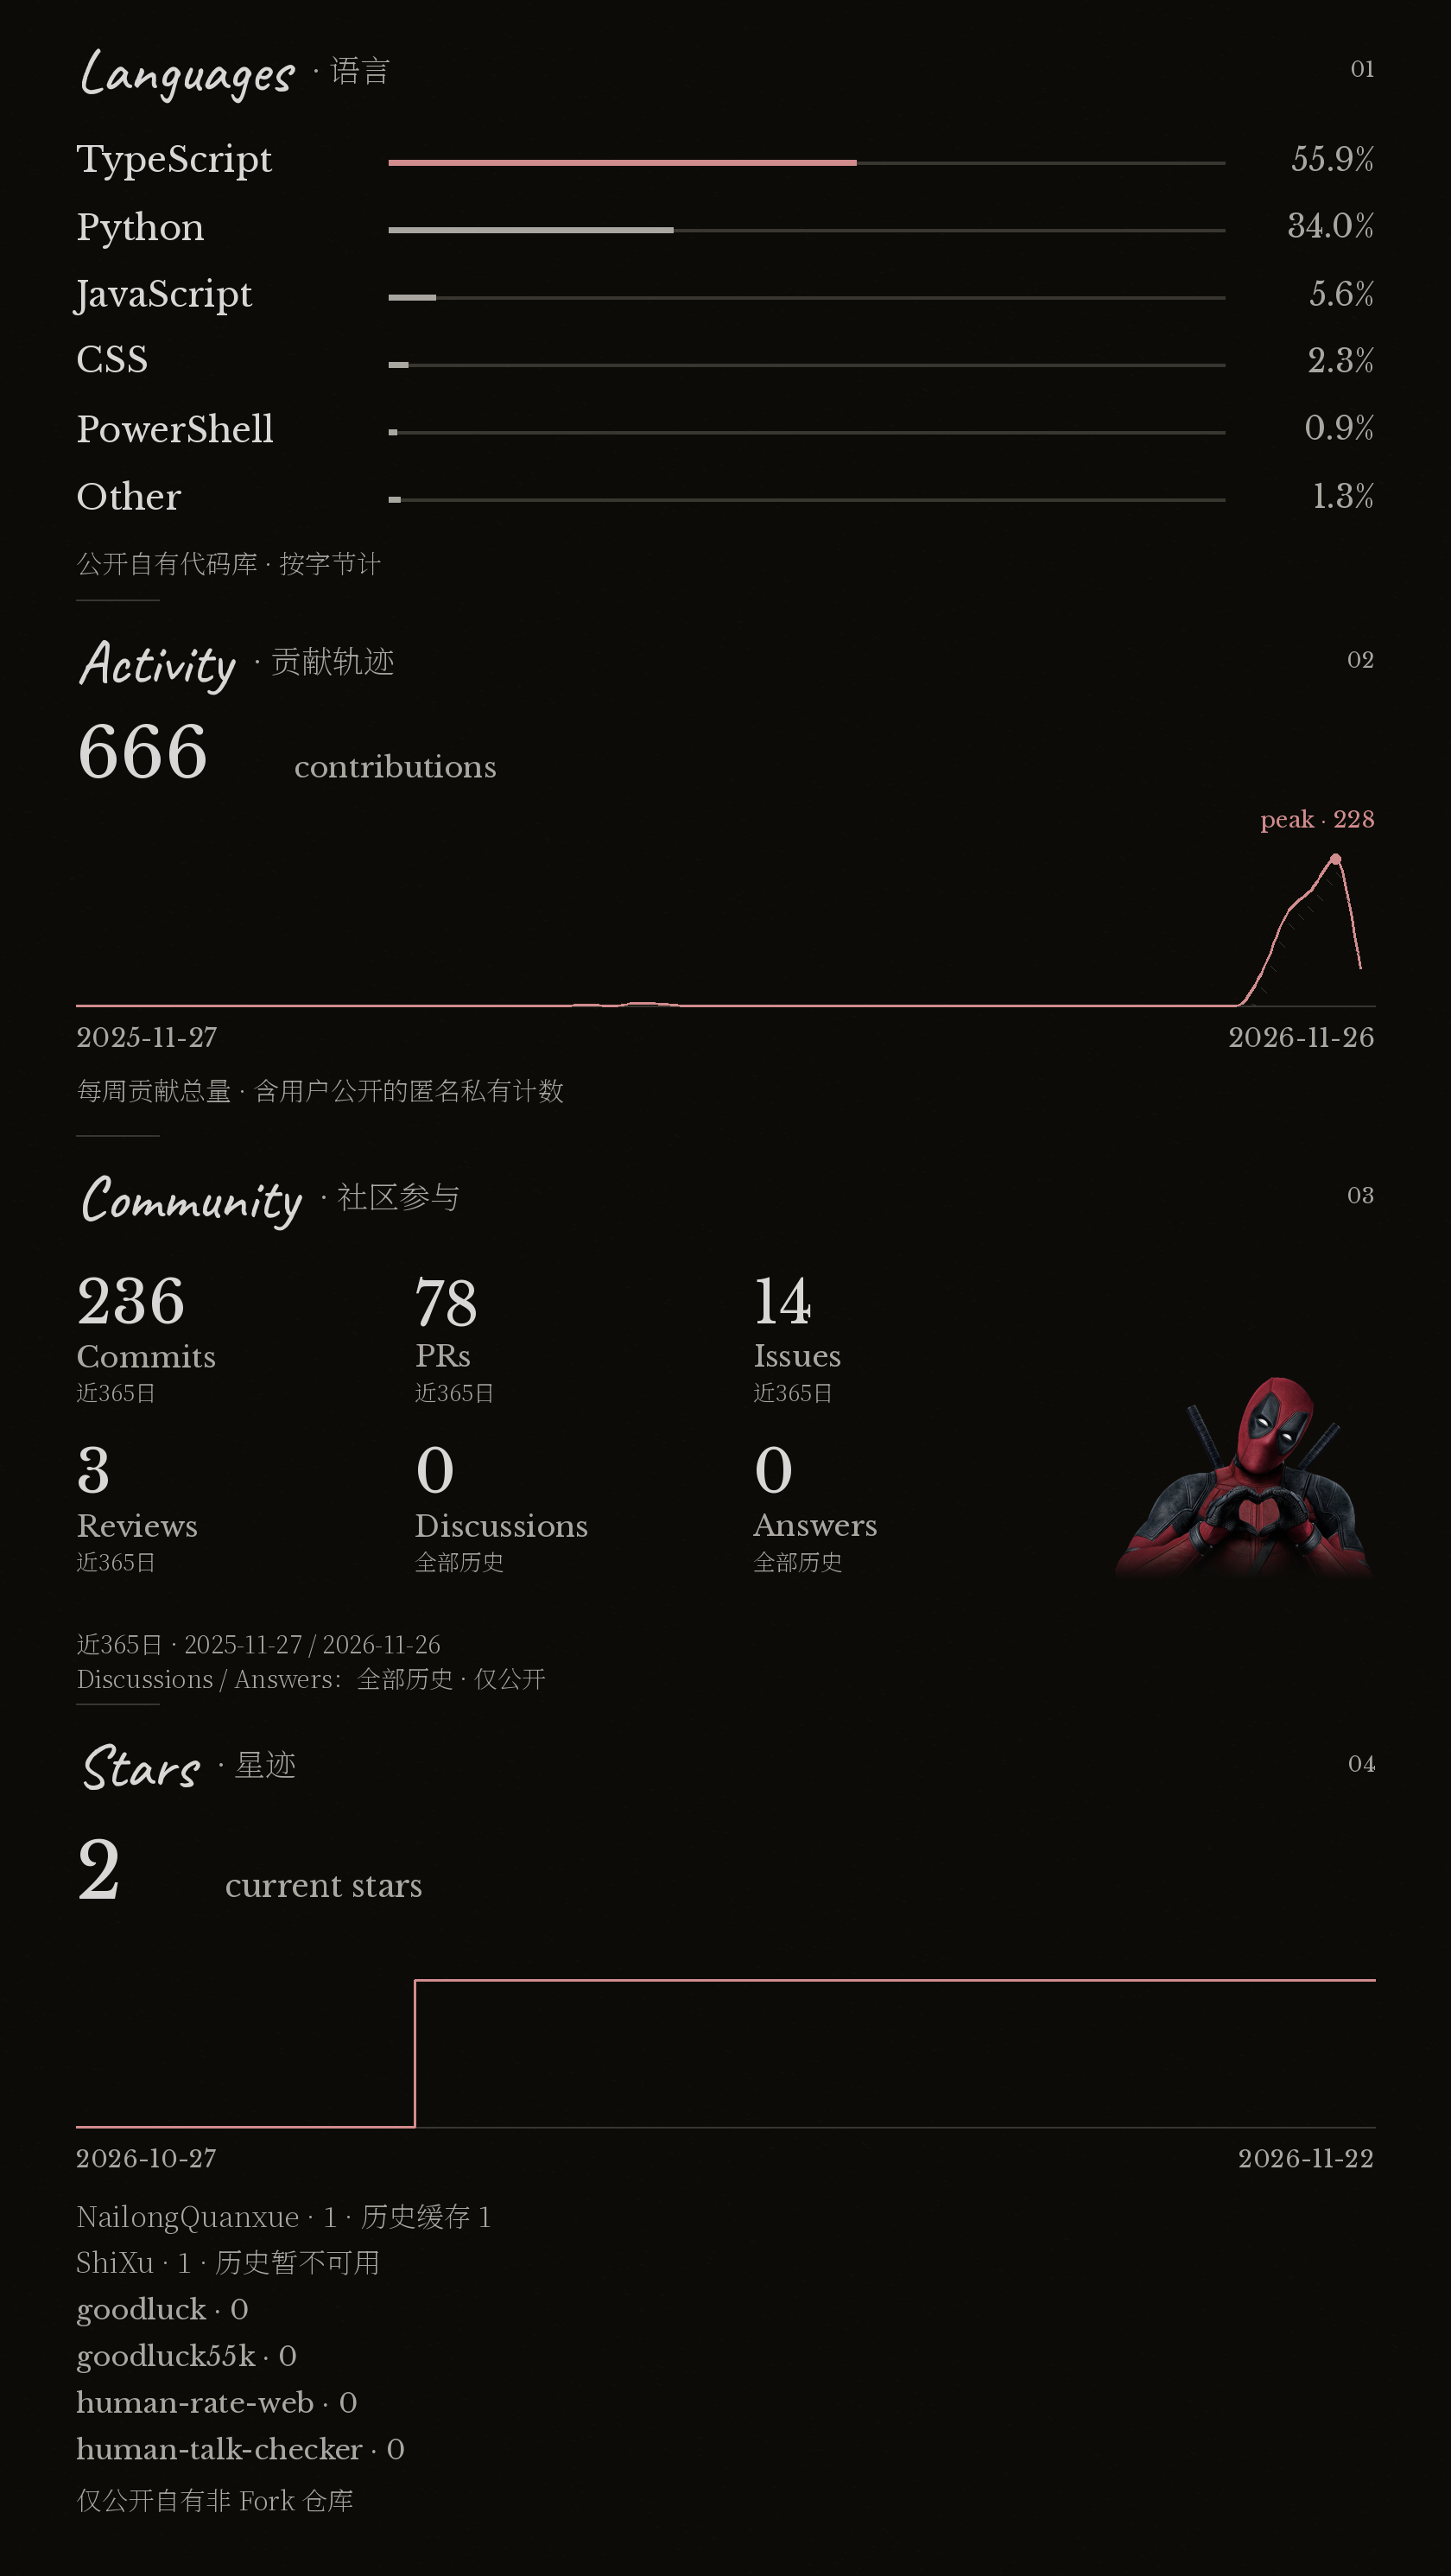 Languages · 语言 01
TypeScript 55.9%
Python 34.0%
JavaScript 5.6%
CSS 2.3%
PowerShell 0.9%
Other 1.3%
公开自有代码库 · 按字节计
Activity · 贡献轨迹 02
666 contributions
peak · 228
2025-11-27 2026-11-26
每周贡献总量 · 含用户公开的匿名私有计数
Community · 社区参与 03
236 78 14
Commits PRs Issues
近365日 近365日 近365日
3 0 0
Reviews Discussions Answers
近365日 全部历史 全部历史
近365日 · 2025-11-27 / 2026-11-26
Discussions / Answers：全部历史 · 仅公开
Stars · 星迹 04
2 current stars
2026-10-27 2026-11-22
NailongQuanxue · 1 · 历史缓存 1
ShiXu · 1 · 历史暂不可用
goodluck · 0
goodluck55k · 0
human-rate-web · 0
human-talk-checker · 0
仅公开自有非 Fork 仓库